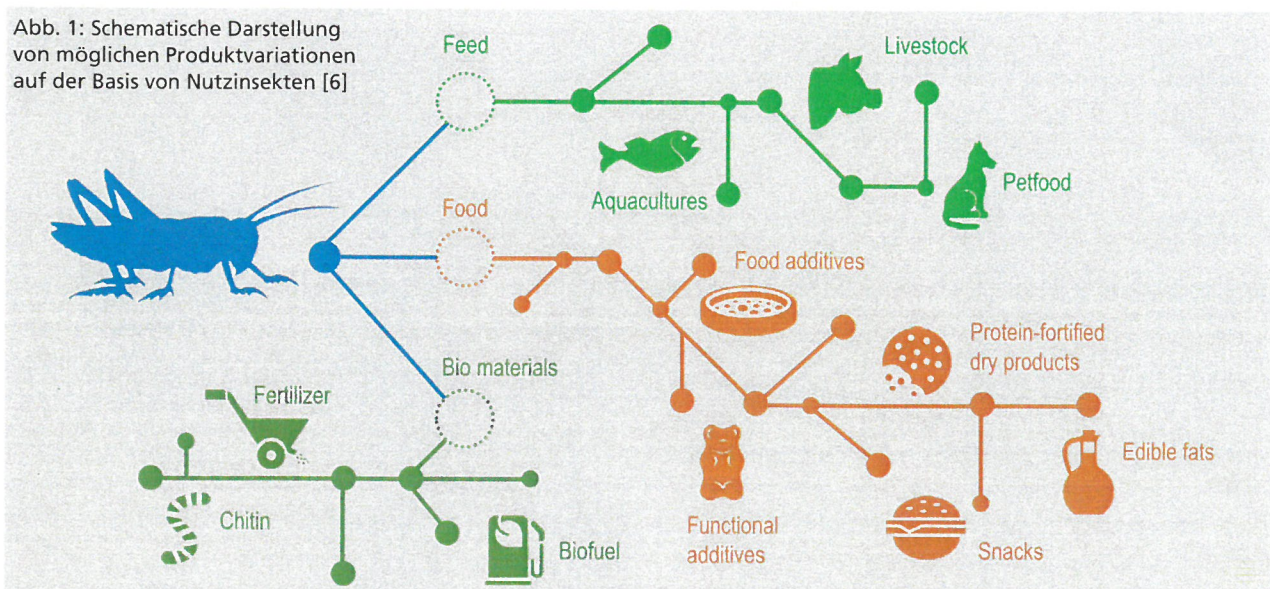 Abb. 1: Schematische Darstellung
von möglichen Produktvariationen
auf der Basis von Nutzinsekten [6]
Feed
Livestock
Aquacultures
Petfood
Food
Food additives
Protein-fortified
dry products
Edible fats
Functional
additives
Snacks
Bio materials
Fertilizer
Chitin
Biofuel